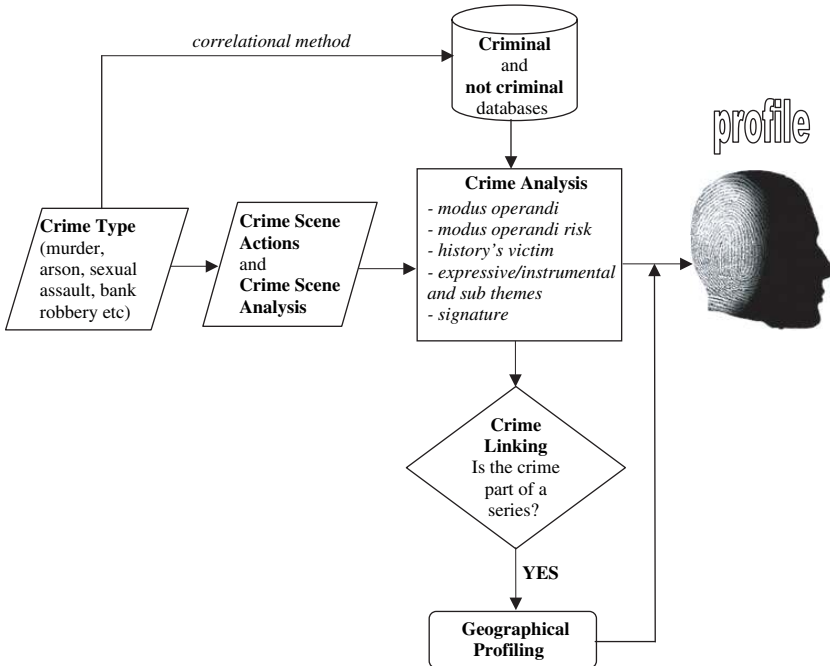 correlational method
Criminal
and
not criminal
databases
profile
Crime Type
(murder,
arson, sexual
assault, bank
robbery etc)
Crime Scene
Actions
and
Crime Scene
Analysis
Crime Analysis
- modus operandi
- modus operandi risk
- history's victim
- expressive/instrumental
and sub themes
- signature
Crime
Linking
Is the crime
part of a
series?
YES
Geographical
Profiling